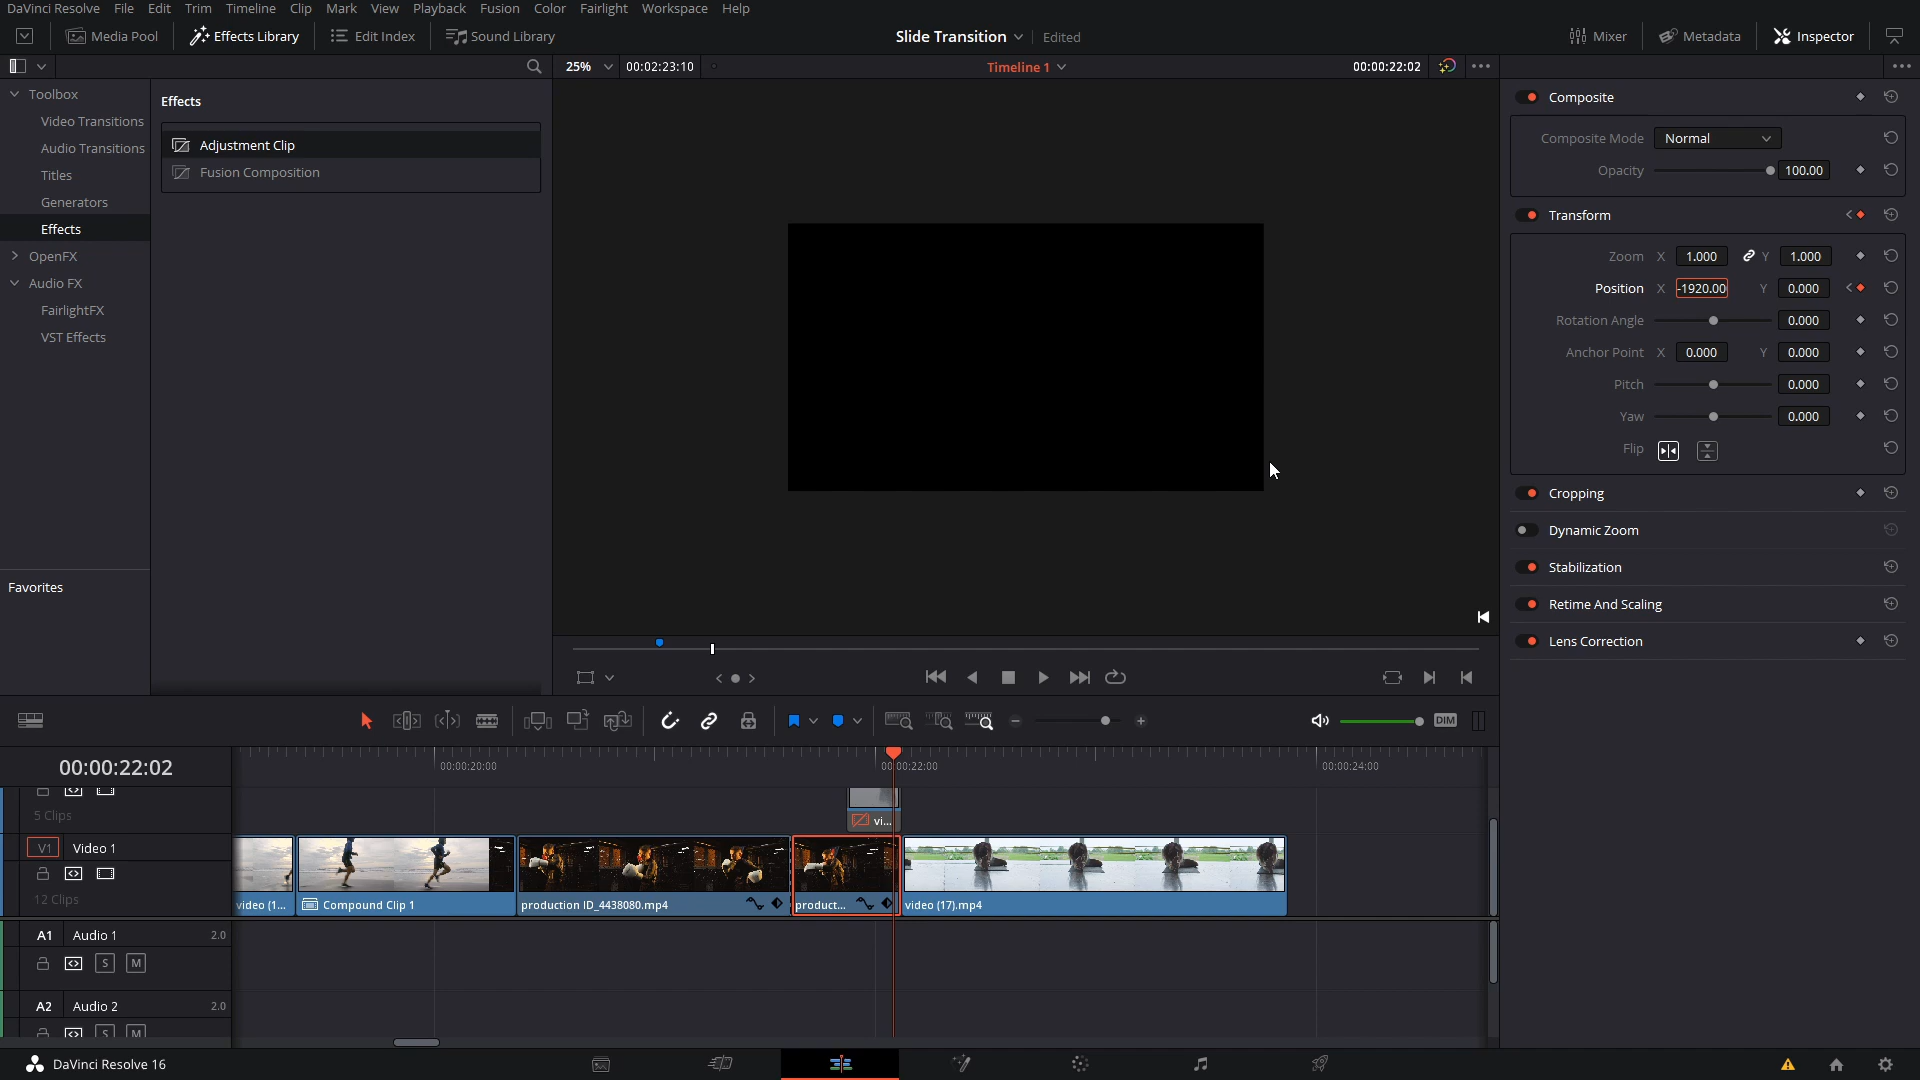 DaVinci Resolve File Edit Trim Timeline Clip Mark View Playback Fusion Color Fairlight Workspace Help
Media Pool Effects Library Edit Index Sound Library Slide Transition Edited Mixer Metadata Inspector
25% 00:02:23:10 Timeline 1 00:00:22:02
Toolbox
Video Transitions
Audio Transitions
Titles
Generators
Effects
OpenFX
Audio FX
FairlightFX
VST Effects
Favorites
Effects
Adjustment Clip
Fusion Composition
Composite
Composite Mode Normal
Opacity 100.00
Transform
Zoom X 1.000 Y 1.000
Position X -1920.00 Y 0.000
Rotation Angle 0.000
Anchor Point X 0.000 Y 0.000
Pitch 0.000
Yaw 0.000
Flip
Cropping
Dynamic Zoom
Stabilization
Retime And Scaling
Lens Correction
DIM
00:00:22:02 00:00:20:00 00:00:22:00 00:00:24:00
5 Clips
vi...
V1 Video 1
12 Clips
video (1... Compound Clip 1 production ID_4438080.mp4 product... video (17).mp4
A1 Audio 1 2.0
S M
A2 Audio 2 2.0
S M
DaVinci Resolve 16